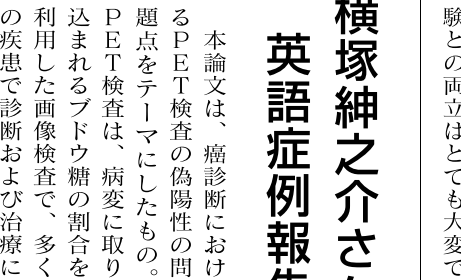 験との両立はとても大変で
横塚紳之介さん
英語症例報告
本論文は、癌診断におけ
るPET検査の偽陽性の問
題点をテーマにしたもの。
PET検査は、病変に取り
込まれるブドウ糖の割合を
利用した画像検査で、多く
の疾患で診断および治療に